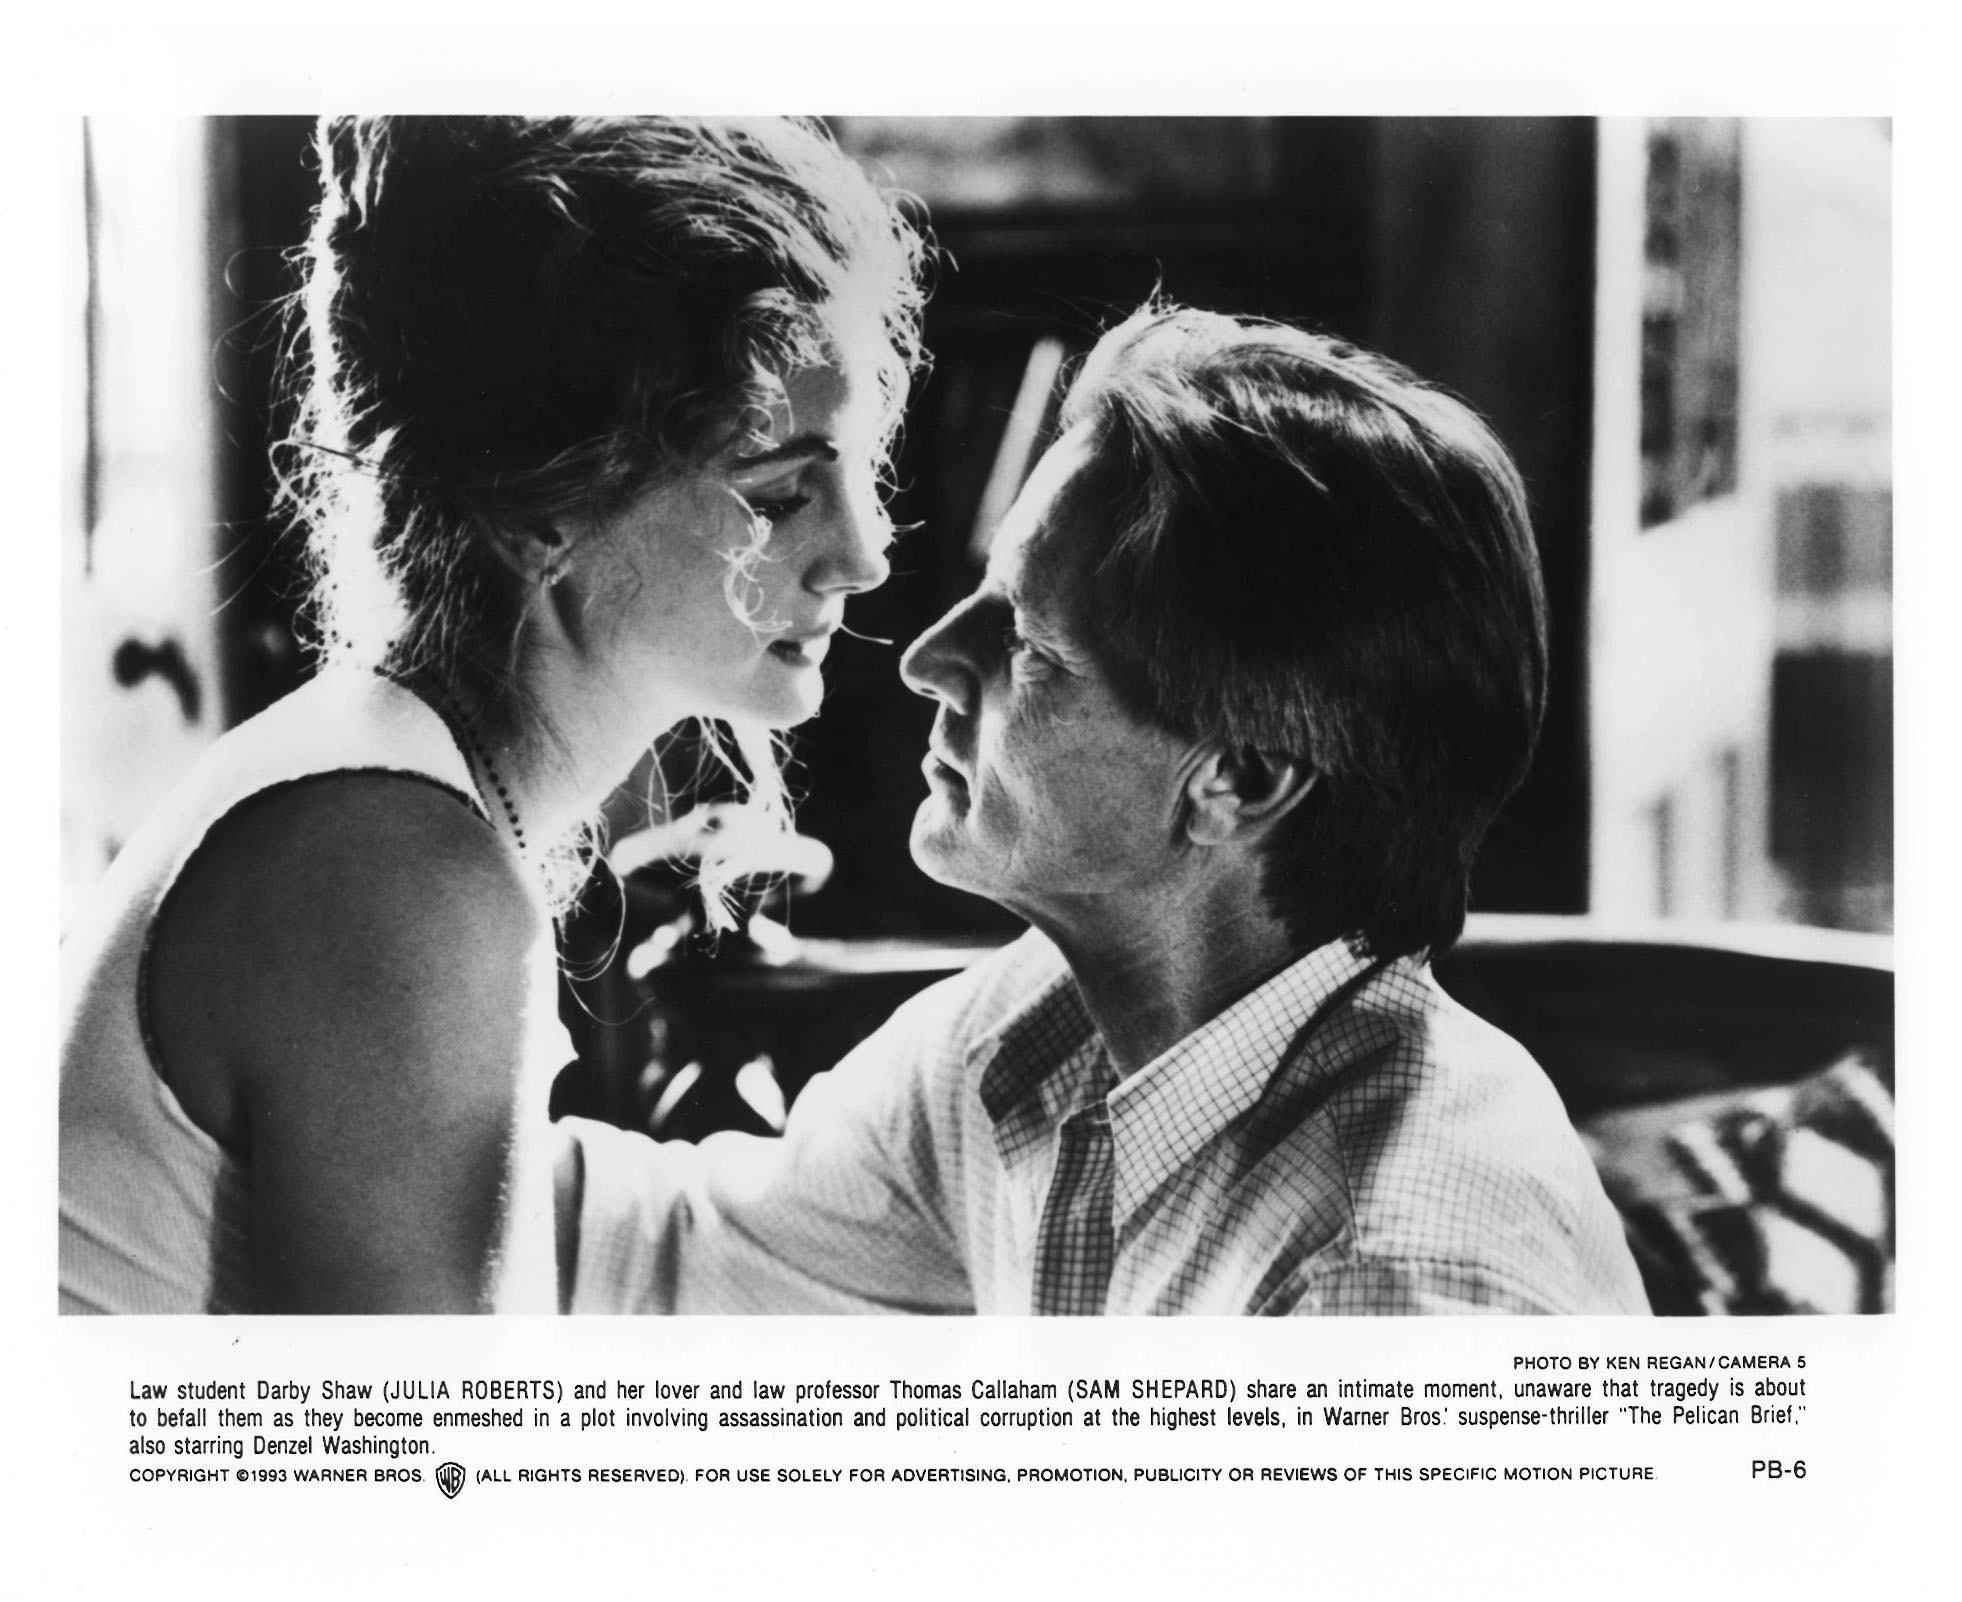 PHOTO BY KEN REGAN/CAMERA 5
Law student Darby Shaw (JULIA ROBERTS) and her lover and law professor Thomas Callaham (SAM SHEPARD) share an intimate moment, unaware that tragedy is about
to befall them as they become enmeshed in a plot involving assassination and political corruption at the highest levels, in Warner Bros.' suspense-thriller "The Pelican Brief,"
also starring Denzel Washington.
COPYRIGHT ©1993 WARNER BROS. WB (ALL RIGHTS RESERVED). FOR USE SOLELY FOR ADVERTISING, PROMOTION, PUBLICITY OR REVIEWS OF THIS SPECIFIC MOTION PICTURE. PB-6